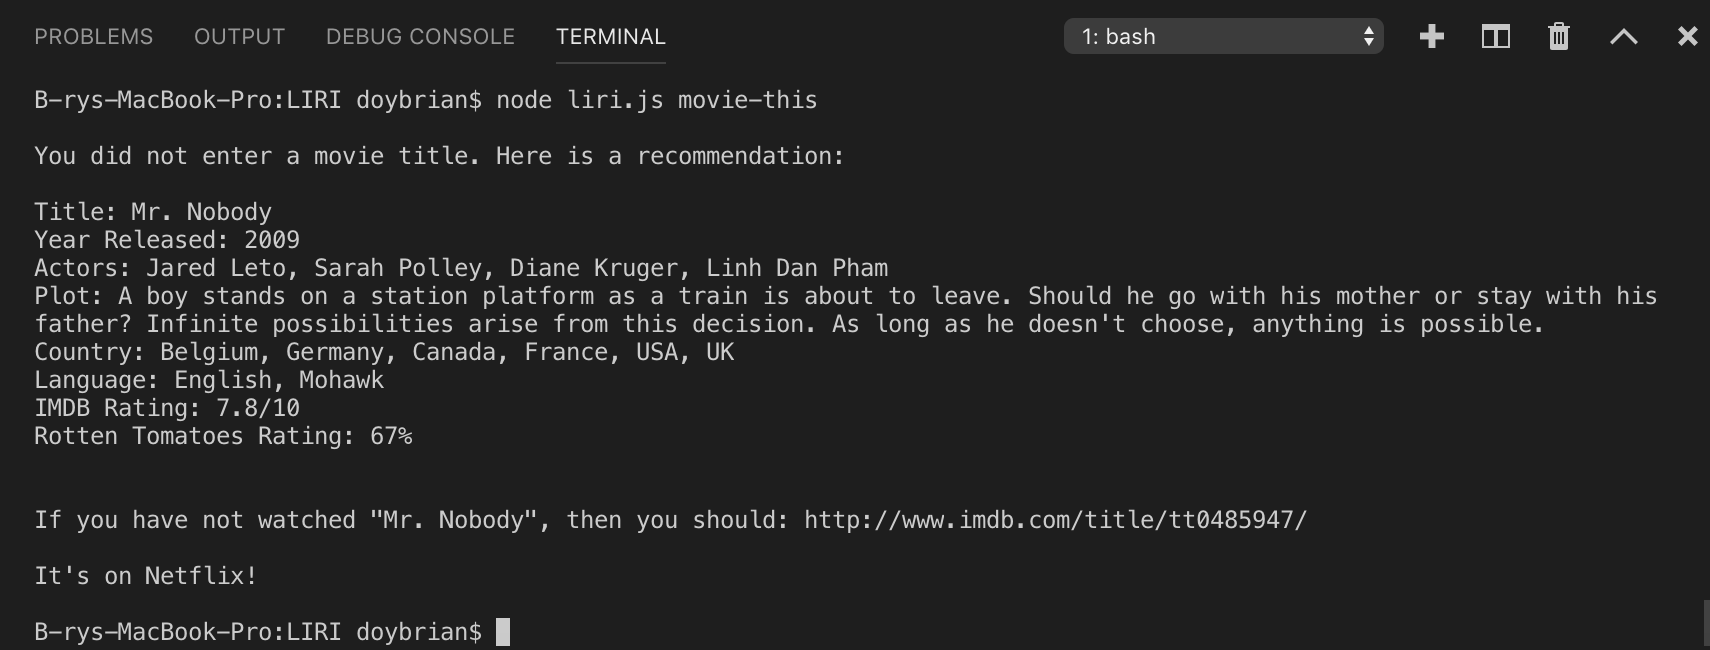 PROBLEMS OUTPUT DEBUG CONSOLE TERMINAL 1: bash
B-rys-MacBook-Pro:LIRI doybrian$ node liri.js movie-this
You did not enter a movie title. Here is a recommendation:
Title: Mr. Nobody
Year Released: 2009
Actors: Jared Leto, Sarah Polley, Diane Kruger, Linh Dan Pham
Plot: A boy stands on a station platform as a train is about to leave. Should he go with his mother or stay with his
father? Infinite possibilities arise from this decision. As long as he doesn't choose, anything is possible.
Country: Belgium, Germany, Canada, France, USA, UK
Language: English, Mohawk
IMDB Rating: 7.8/10
Rotten Tomatoes Rating: 67%
If you have not watched "Mr. Nobody", then you should: http://www.imdb.com/title/tt0485947/
It's on Netflix!
B-rys-MacBook-Pro:LIRI doybrian$